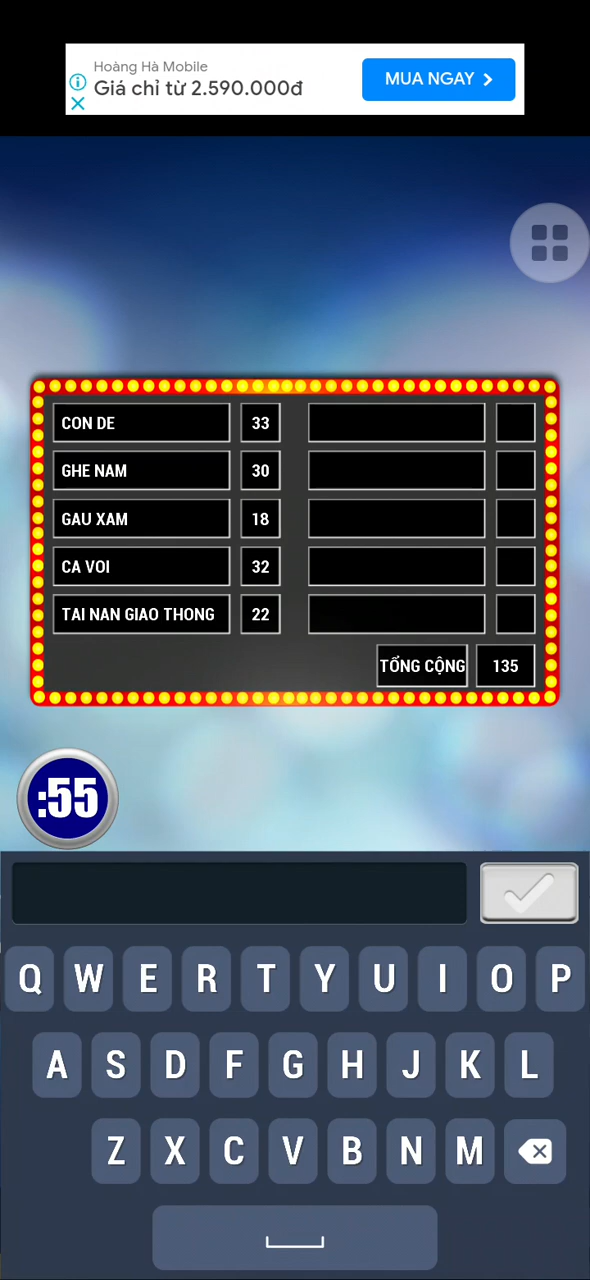 Hoàng Hà Mobile
Giá chỉ từ 2.590.000đ
MUA NGAY
CON DE 33
GHE NAM 30
GAU XAM 18
CA VOI 32
TAI NAN GIAO THONG 22
TỔNG CỘNG 135
:55
Q W E R T Y U I O P
A S D F G H J K L
Z X C V B N M